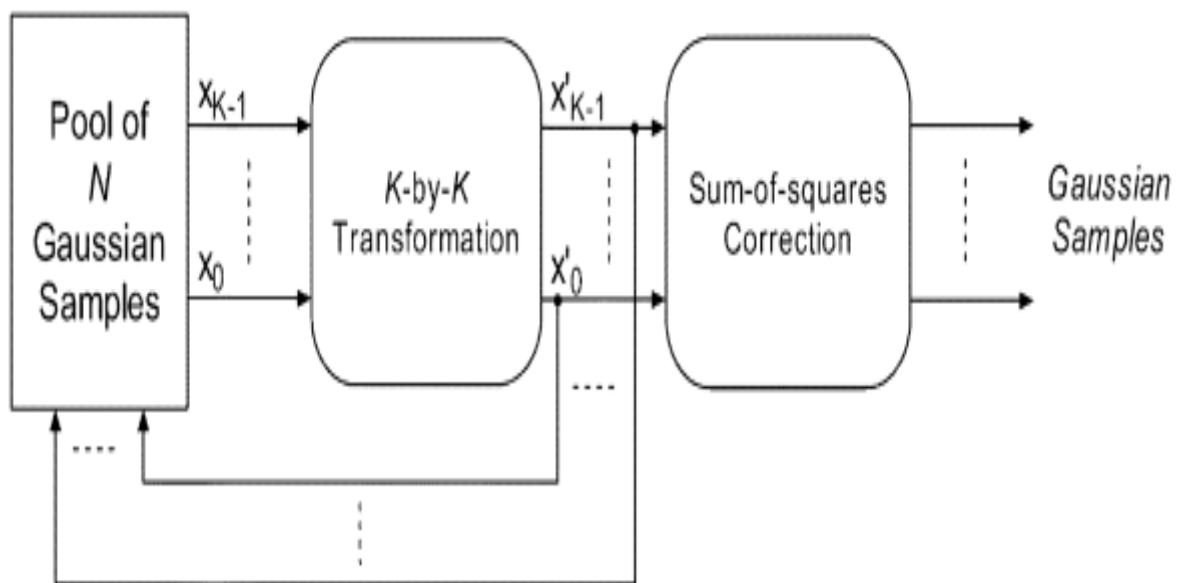 Pool of
N
Gaussian
Samples
x_{K-1}
x_0
K-by-K
Transformation
x'_{K-1}
x'_0
Sum-of-squares
Correction
Gaussian
Samples